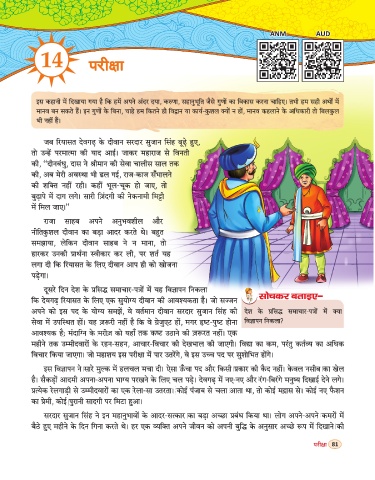 ANM AUD
14 परीक्षा
इस कहानी में दिखाया गया है कि हमें अपने अंदर दया, करुणा, सहानुभूति जैसे गुणों का विकास करना चाहिए। तभी हम सही अर्थों में
मानव बन सकते हैं। इन गुणों के बिना, चाहे हम कितने ही विद्वान या कार्य-कुशल क्यों न हों, मानव कहलाने के अधिकारी तो बिलकुल
भी नहीं हैं।
जब रियासत देवगढ़ के दीवान सरदार सुजान सिंह बूढ़े हुए,
तो उन्हें परमात्मा की याद आई। जाकर महाराज से विनती
की, “दीनबंधु, दास ने श्रीमान की सेवा चालीस साल तक
की, अब मेरी अवस्था भी ढल गई, राज-काज सँभालने
की शक्ति नहीं रही। कहीं भूल-चूक हो जाए, तो
बुढ़ापे में दाग लगे। सारी ज़िंदगी की नेकनामी मिट्टी
में मिल जाए।”
राजा साहब अपने अनुभवशील और
नीतिकुशल दीवान का बड़ा आदर करते थे। बहुत
समझाया, लेकिन दीवान साहब ने न माना, तो
हारकर उनकी प्रार्थना स्वीकार कर ली, पर शर्त यह
लगा दी कि रियासत के लिए दीवान आप ही को खोजना
पड़ेगा।
दूसरे दिन देश के प्रसिद्ध समाचार-पत्रों में यह विज्ञापन निकला
कि देवगढ़ रियासत के लिए एक सुयोग्य दीवान की आवश्यकता है। जो सज्जन
अपने को इस पद के योग्य समझें, वे वर्तमान दीवान सरदार सुजान सिंह की
सेवा में उपस्थित हों। यह ज़रूरी नहीं है कि वे ग्रेजुएट हों, मगर हृष्ट-पुष्ट होना
आवश्यक है; मंदाग्नि के मरीज़ को यहाँ तक कष्ट उठाने की ज़रूरत नहीं। एक
महीने तक उम्मीदवारों के रहन-सहन, आचार-विचार की देखभाल की जाएगी। विद्या का कम, परंतु कर्तव्य का अधिक
विचार किया जाएगा। जो महाशय इस परीक्षा में पार उतरेंगे, वे इस उच्च पद पर सुशोभित होंगे।
सोचकर बताइए–
देश के प्रसिद्ध समाचार-पत्रों में क्या
विज्ञापन निकला?
इस विज्ञापन ने सारे मुल्क में हलचल मचा दी। ऐसा ऊँचा पद और किसी प्रकार की कैद नहीं। केवल नसीब का खेल
है। सैकड़ों आदमी अपना-अपना भाग्य परखने के लिए चल पड़े। देवगढ़ में नए-नए और रंग-बिरंगे मनुष्य दिखाई देने लगे।
प्रत्येक रेलगाड़ी से उम्मीदवारों का एक रेला-सा उतरता। कोई पंजाब से चला आता था, तो कोई मद्रास से। कोई नए फैशन
का प्रेमी, कोई पुरानी सादगी पर मिटा हुआ।
सरदार सुजान सिंह ने इन महानुभावों के आदर-सत्कार का बड़ा अच्छा प्रबंध किया था। लोग अपने-अपने कमरों में
बैठे हुए महीने के दिन गिना करते थे। हर एक व्यक्ति अपने जीवन को अपनी बुद्धि के अनुसार अच्छे रूप में दिखाने की
परीक्षा 81